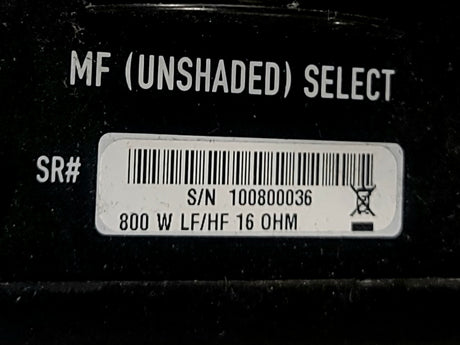 MF (UNSHADED) SELECT
SR#
S/N 100800036
800 W LF/HF 16 OHM